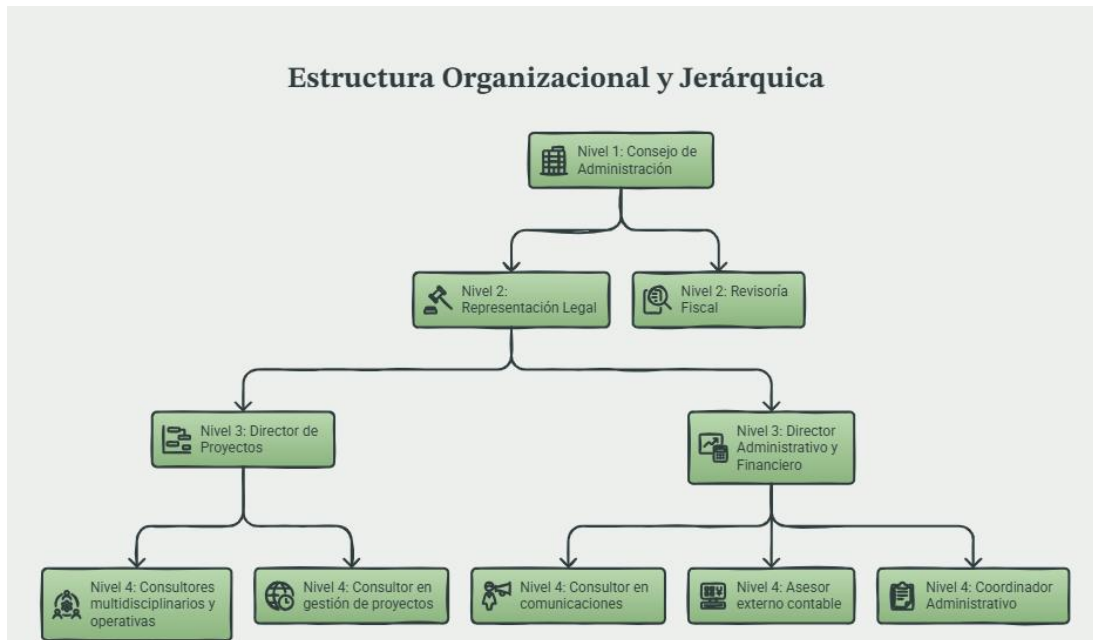 Estructura Organizacional y Jerárquica
Nivel 1: Consejo de
Administración
Nivel 2:
Representación Legal
Nivel 2: Revisoría
Fiscal
Nivel 3: Director de
Proyectos
Nivel 3: Director
Administrativo y
Financiero
Nivel 4: Consultores
multidisciplinarios y
operativas
Nivel 4: Consultor en
gestión de proyectos
Nivel 4: Consultor en
comunicaciones
Nivel 4: Asesor
externo contable
Nivel 4: Coordinador
Administrativo